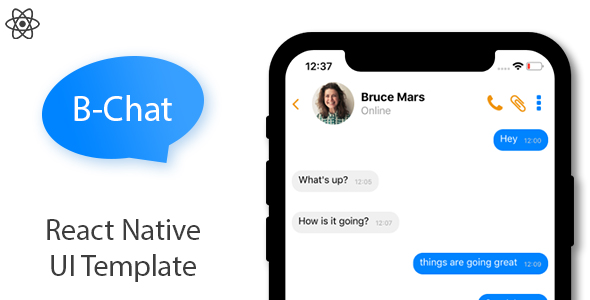 B-Chat
React Native
UI Template
12:37
Bruce Mars
Online
Hey 12:00
What's up? 12:08
How is it going? 12:07
things are going great 12:09